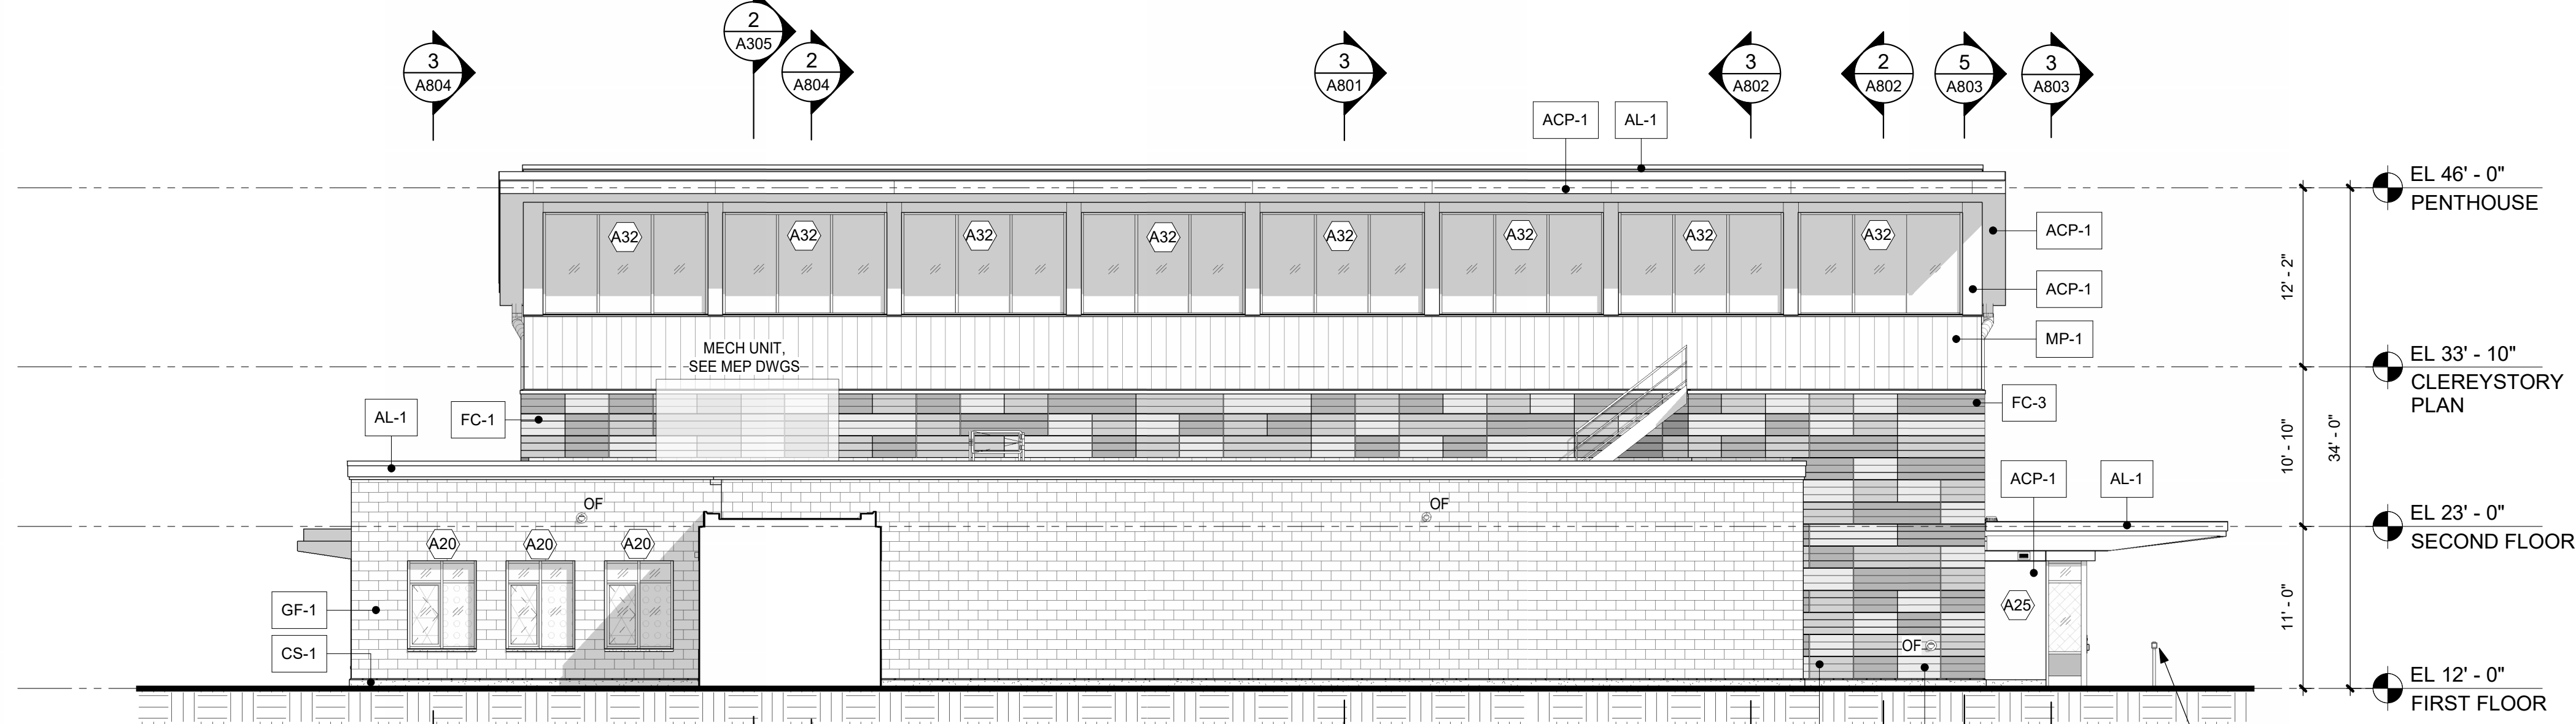 2
A305
3
A804
2
A804
3
A801
3
A802
2
A802
5
A803
3
A803
ACP-1
AL-1
EL 46' - 0"
PENTHOUSE
A32
A32
A32
A32
A32
A32
A32
A32
ACP-1
12' - 2"
ACP-1
MP-1
MECH UNIT,
SEE MEP DWGS
EL 33' - 10"
CLEREYSTORY
PLAN
AL-1
FC-1
FC-3
10' - 10"
34' - 0"
ACP-1
AL-1
OF
OF
EL 23' - 0"
SECOND FLOOR
A20
A20
A20
GF-1
A25
11' - 0"
CS-1
OF
EL 12' - 0"
FIRST FLOOR